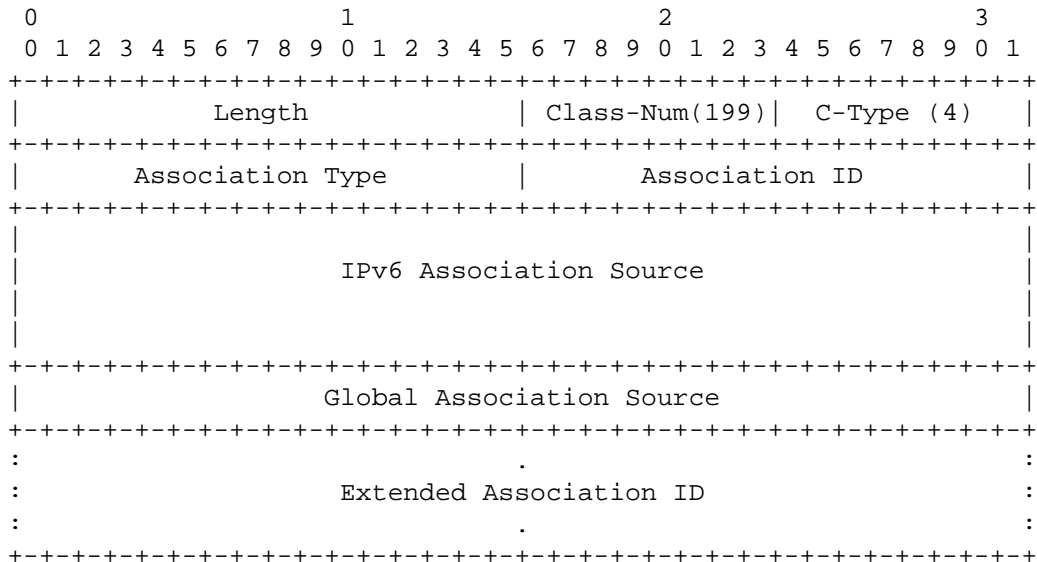 0                   1                   2                   3
 0 1 2 3 4 5 6 7 8 9 0 1 2 3 4 5 6 7 8 9 0 1 2 3 4 5 6 7 8 9 0 1
+-+-+-+-+-+-+-+-+-+-+-+-+-+-+-+-+-+-+-+-+-+-+-+-+-+-+-+-+-+-+-+-+
|            Length             | Class-Num(199)|  C-Type (4)   |
+-+-+-+-+-+-+-+-+-+-+-+-+-+-+-+-+-+-+-+-+-+-+-+-+-+-+-+-+-+-+-+-+
|       Association Type        |       Association ID          |
+-+-+-+-+-+-+-+-+-+-+-+-+-+-+-+-+-+-+-+-+-+-+-+-+-+-+-+-+-+-+-+-+
|                                                               |
|                    IPv6 Association Source                    |
|                                                               |
|                                                               |
+-+-+-+-+-+-+-+-+-+-+-+-+-+-+-+-+-+-+-+-+-+-+-+-+-+-+-+-+-+-+-+-+
|                   Global Association Source                   |
+-+-+-+-+-+-+-+-+-+-+-+-+-+-+-+-+-+-+-+-+-+-+-+-+-+-+-+-+-+-+-+-+
:                               .                               :
:                    Extended Association ID                    :
:                               .                               :
+-+-+-+-+-+-+-+-+-+-+-+-+-+-+-+-+-+-+-+-+-+-+-+-+-+-+-+-+-+-+-+-+